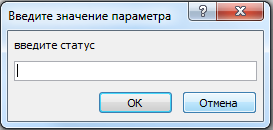 Введите значение параметра
введите статус
ОК
Отмена